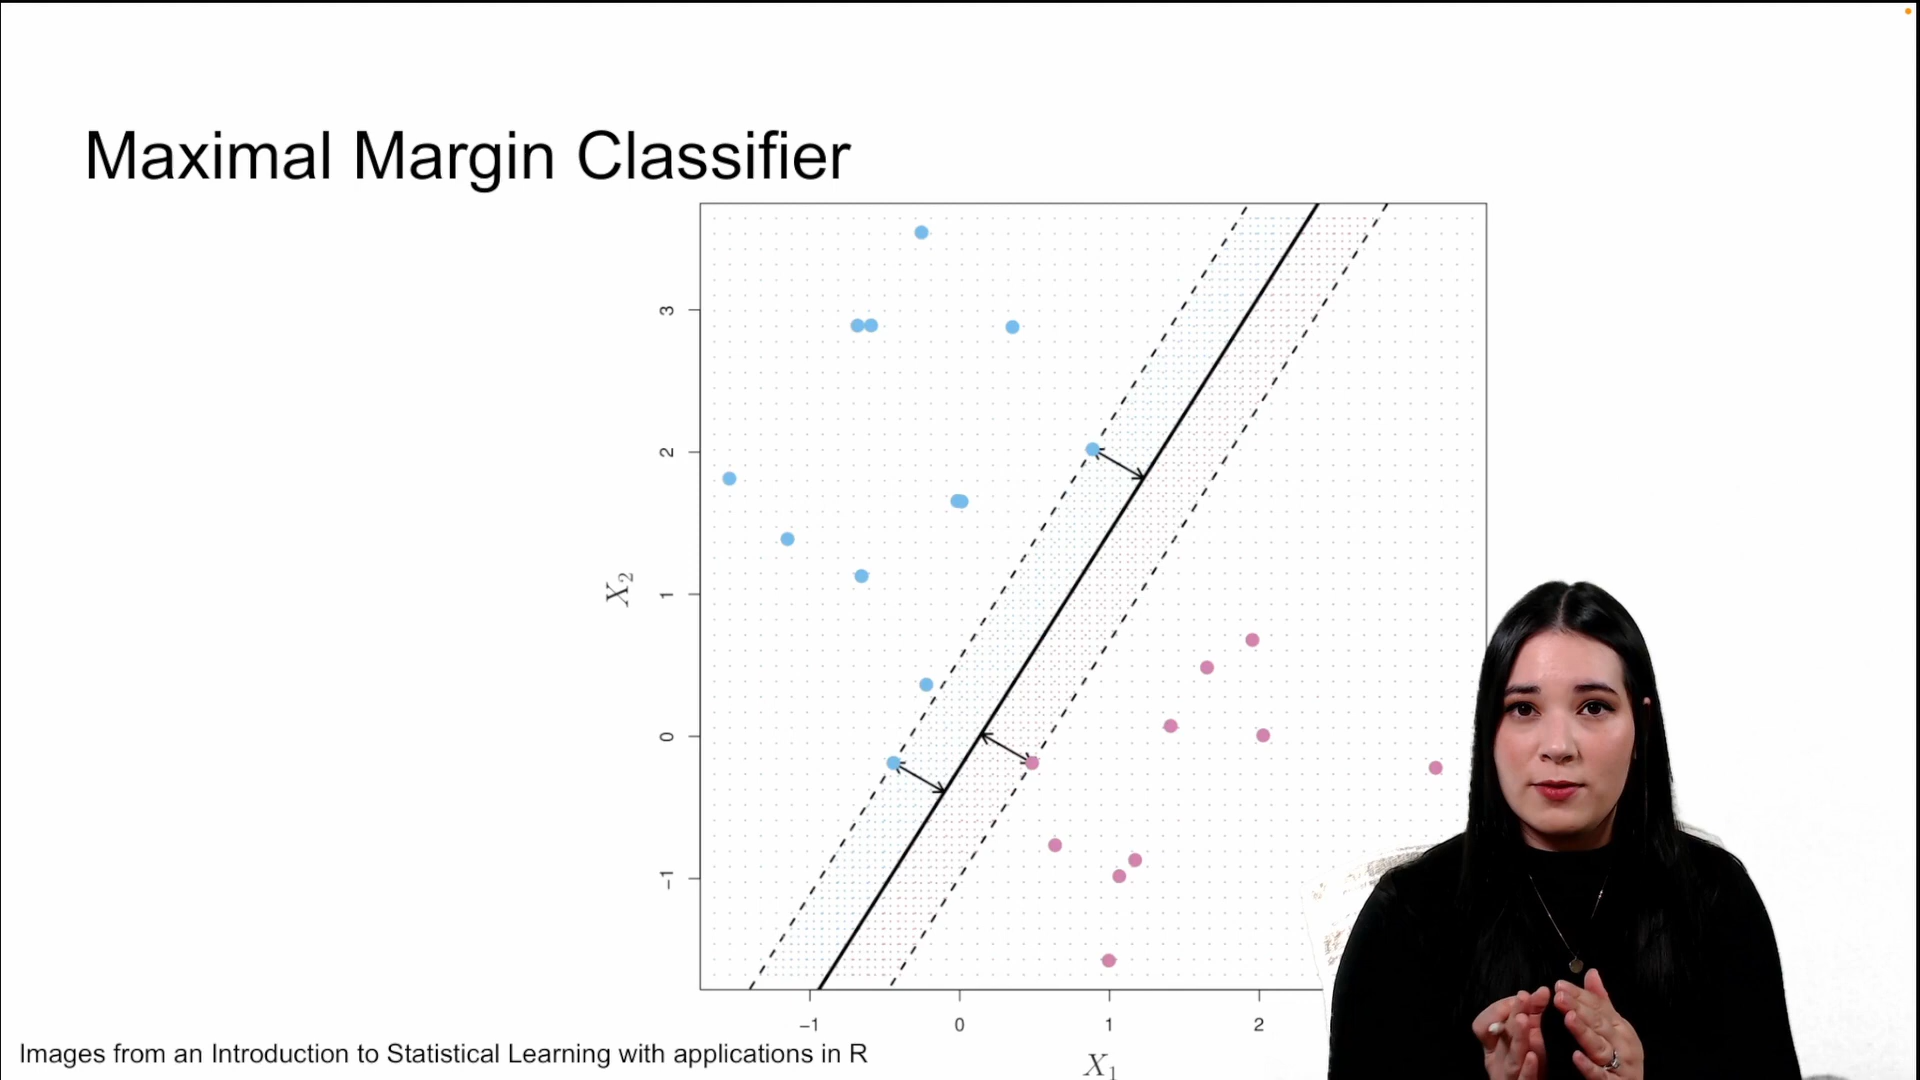 Maximal Margin Classifier
3
2
1
0
−1
X₂
−1
0
1
2
X₁
Images from an Introduction to Statistical Learning with applications in R